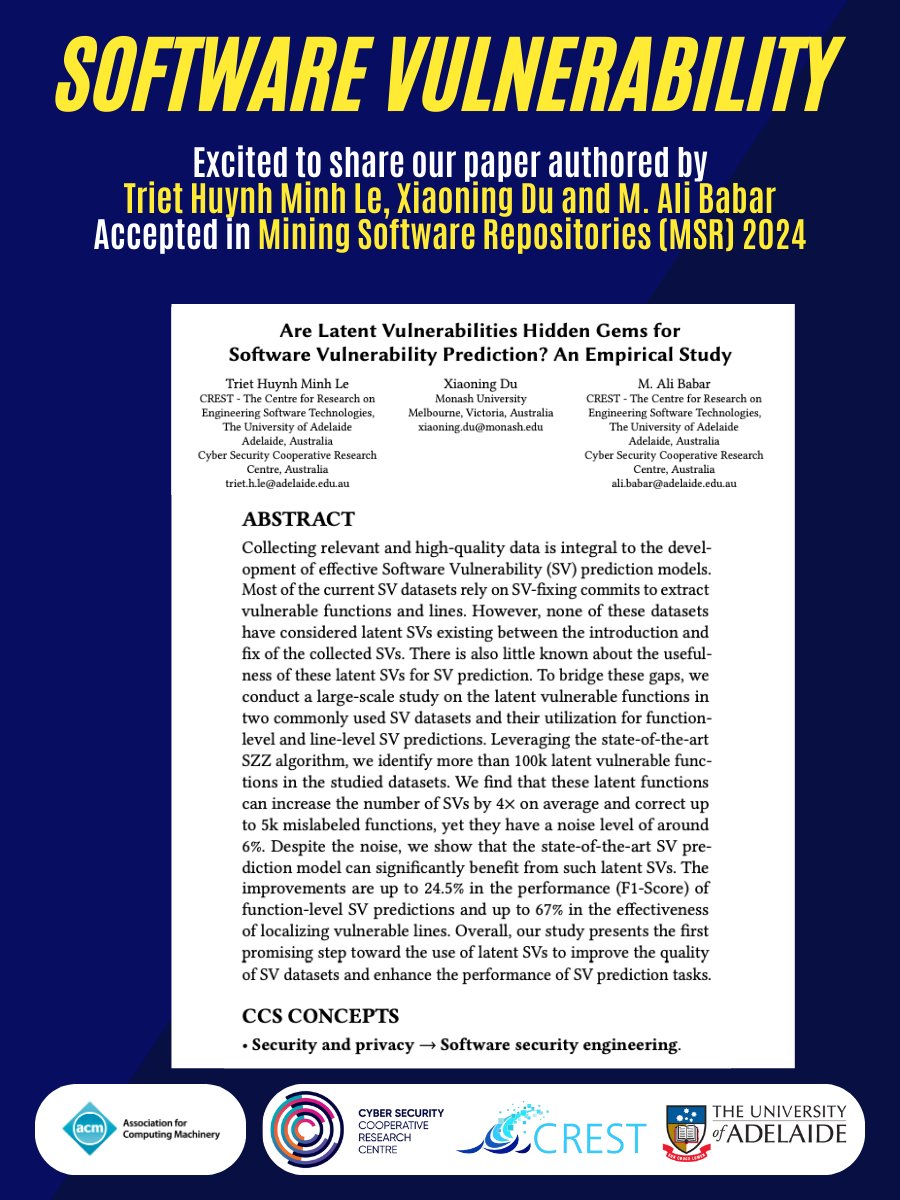 SOFTWARE VULNERABILITY
Excited to share our paper authored by
Triet Huynh Minh Le, Xiaoning Du and M. Ali Babar
Accepted in Mining Software Repositories (MSR) 2024
Are Latent Vulnerabilities Hidden Gems for
Software Vulnerability Prediction? An Empirical Study
Triet Huynh Minh Le
CREST - The Centre for Research on
Engineering Software Technologies,
The University of Adelaide
Adelaide, Australia
Cyber Security Cooperative Research
Centre, Australia
triet.h.le@adelaide.edu.au
Xiaoning Du
Monash University
Melbourne, Victoria, Australia
xiaoning.du@monash.edu
M. Ali Babar
CREST - The Centre for Research on
Engineering Software Technologies,
The University of Adelaide
Adelaide, Australia
Cyber Security Cooperative Research
Centre, Australia
ali.babar@adelaide.edu.au
ABSTRACT
Collecting relevant and high-quality data is integral to the devel-
opment of effective Software Vulnerability (SV) prediction models.
Most of the current SV datasets rely on SV-fixing commits to extract
vulnerable functions and lines. However, none of these datasets
have considered latent SVs existing between the introduction and
fix of the collected SVs. There is also little known about the useful-
ness of these latent SVs for SV prediction. To bridge these gaps, we
conduct a large-scale study on the latent vulnerable functions in
two commonly used SV datasets and their utilization for function-
level and line-level SV predictions. Leveraging the state-of-the-art
SZZ algorithm, we identify more than 100k latent vulnerable func-
tions in the studied datasets. We find that these latent functions
can increase the number of SVs by 4× on average and correct up
to 5k mislabeled functions, yet they have a noise level of around
6%. Despite the noise, we show that the state-of-the-art SV pre-
diction model can significantly benefit from such latent SVs. The
improvements are up to 24.5% in the performance (F1-Score) of
function-level SV predictions and up to 67% in the effectiveness
of localizing vulnerable lines. Overall, our study presents the first
promising step toward the use of latent SVs to improve the quality
of SV datasets and enhance the performance of SV prediction tasks.
CCS CONCEPTS
• Security and privacy → Software security engineering.
acm
Association for
Computing Machinery
CYBER SECURITY
COOPERATIVE
RESEARCH
CENTRE
CREST
THE UNIVERSITY
of ADELAIDE